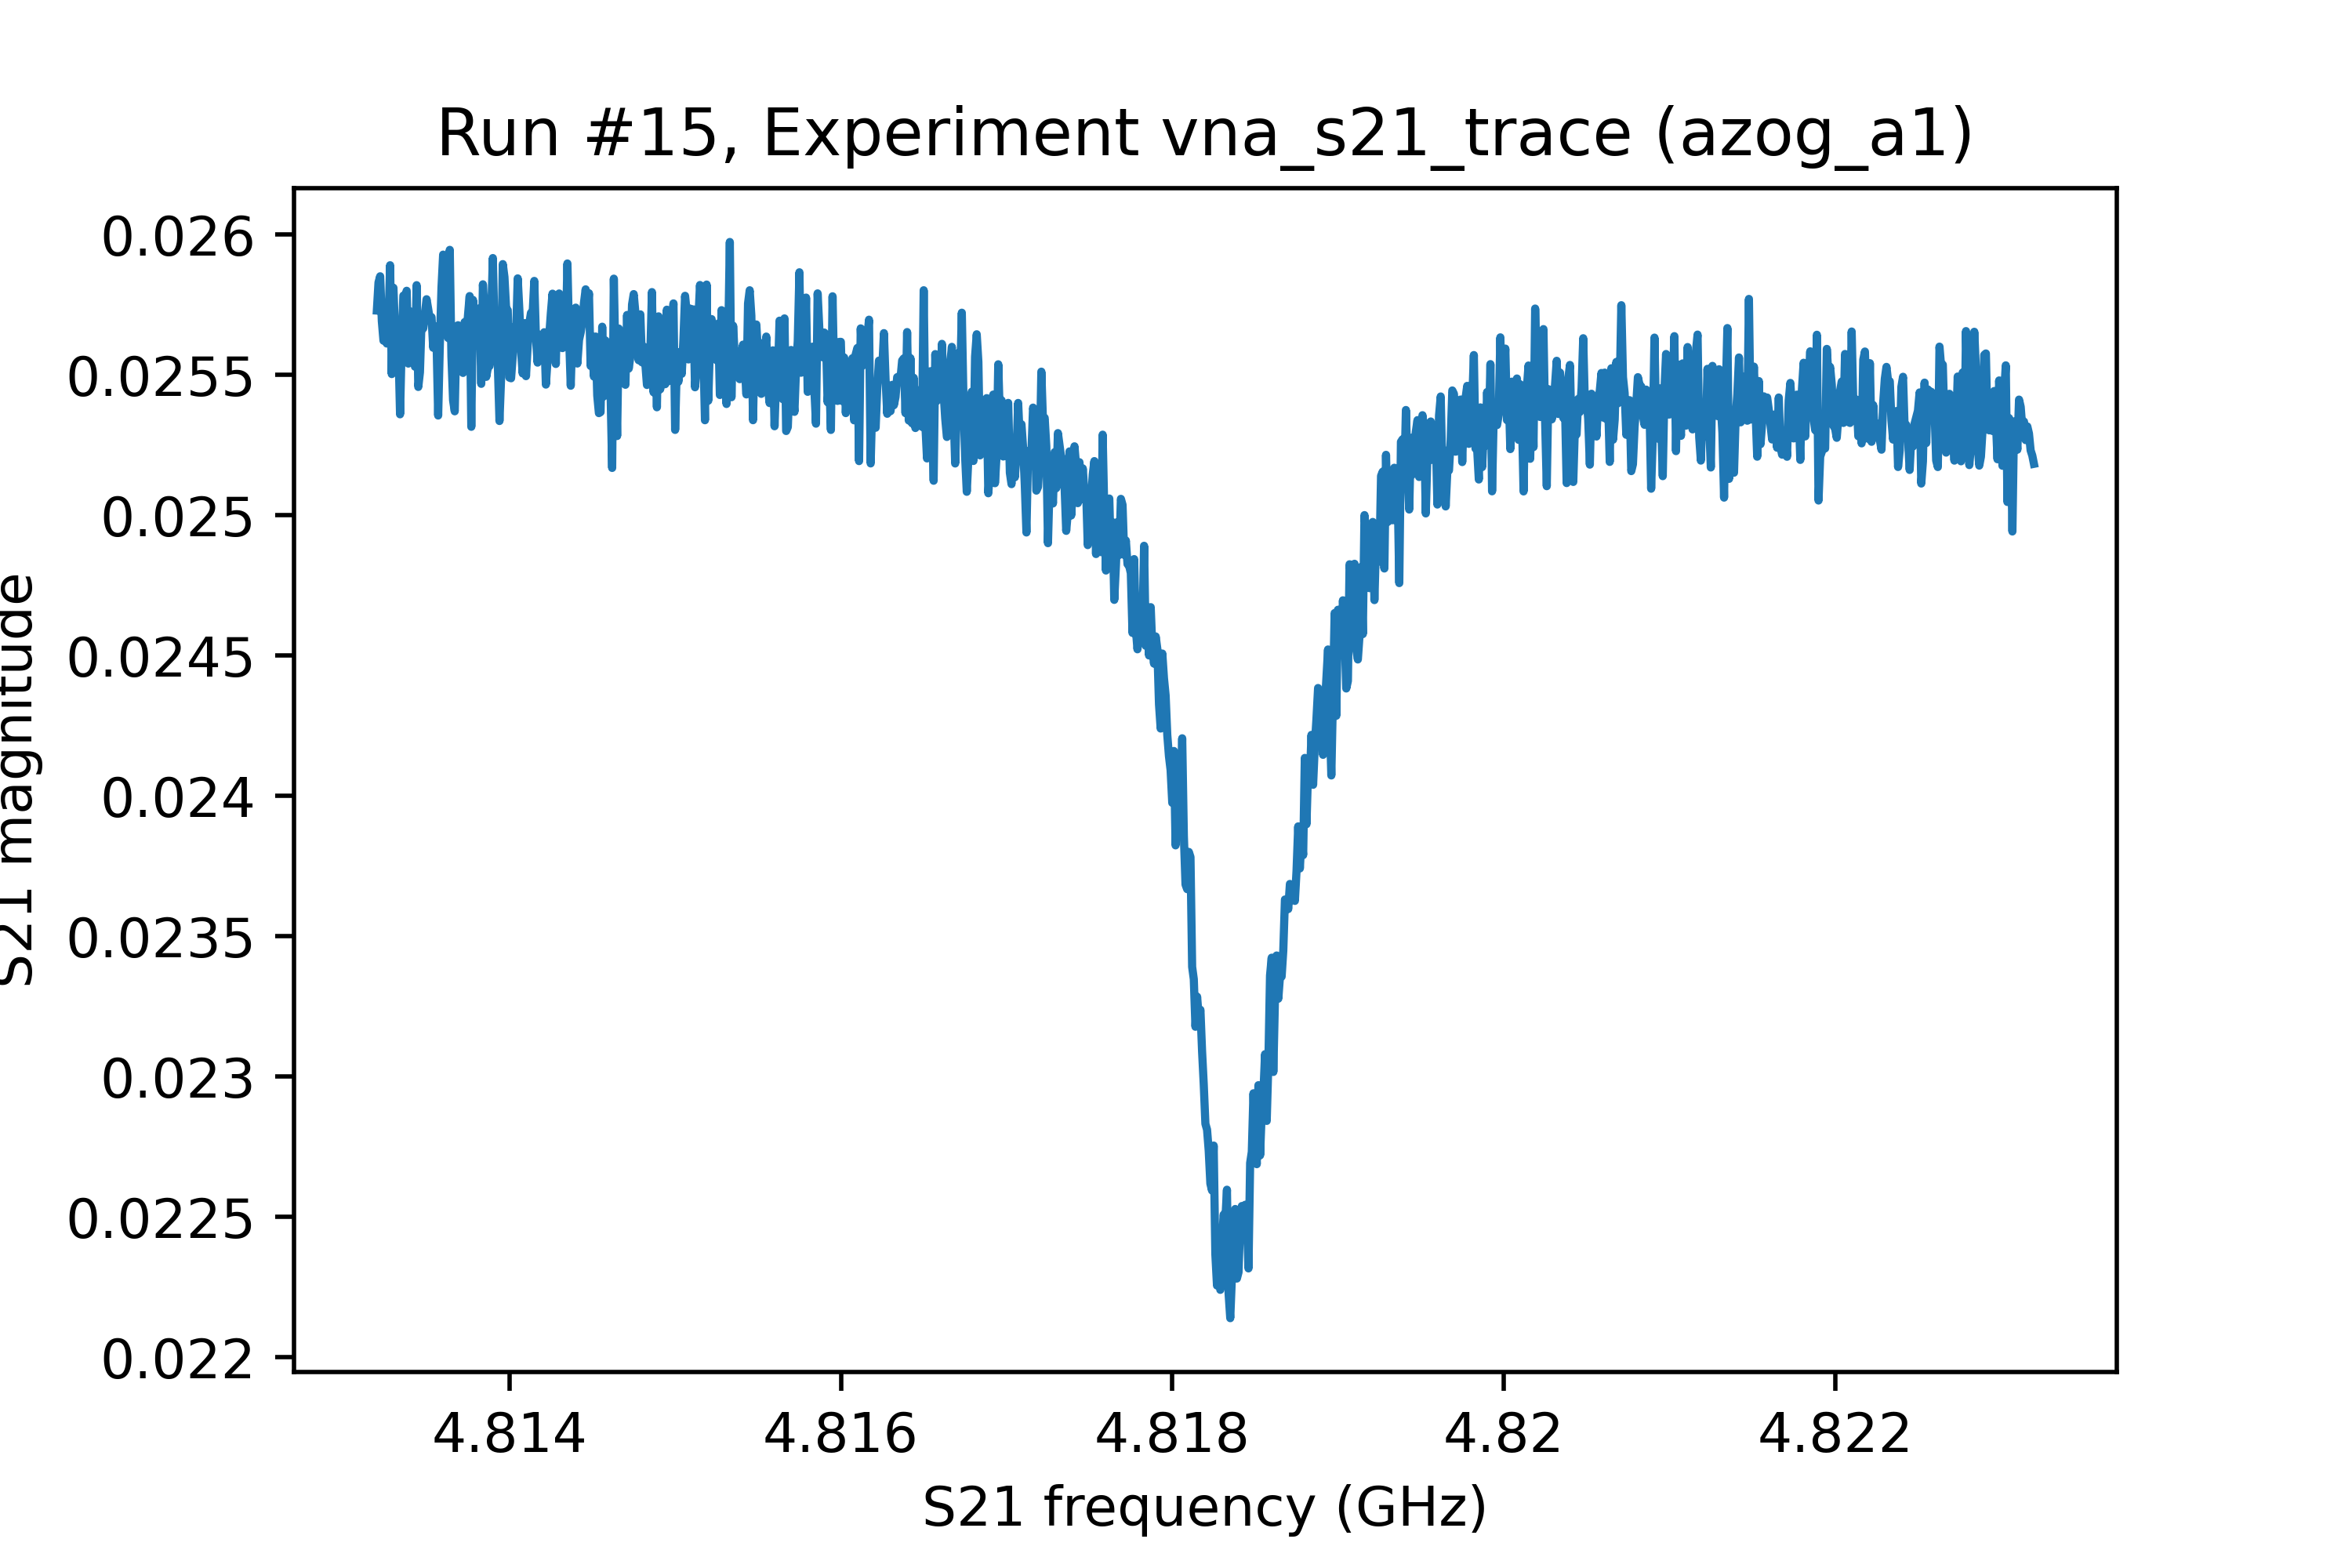 Run #15, Experiment vna_s21_trace (azog_a1)
S21 magnitude
0.026
0.0255
0.025
0.0245
0.024
0.0235
0.023
0.0225
0.022
4.814 4.816 4.818 4.82 4.822
S21 frequency (GHz)